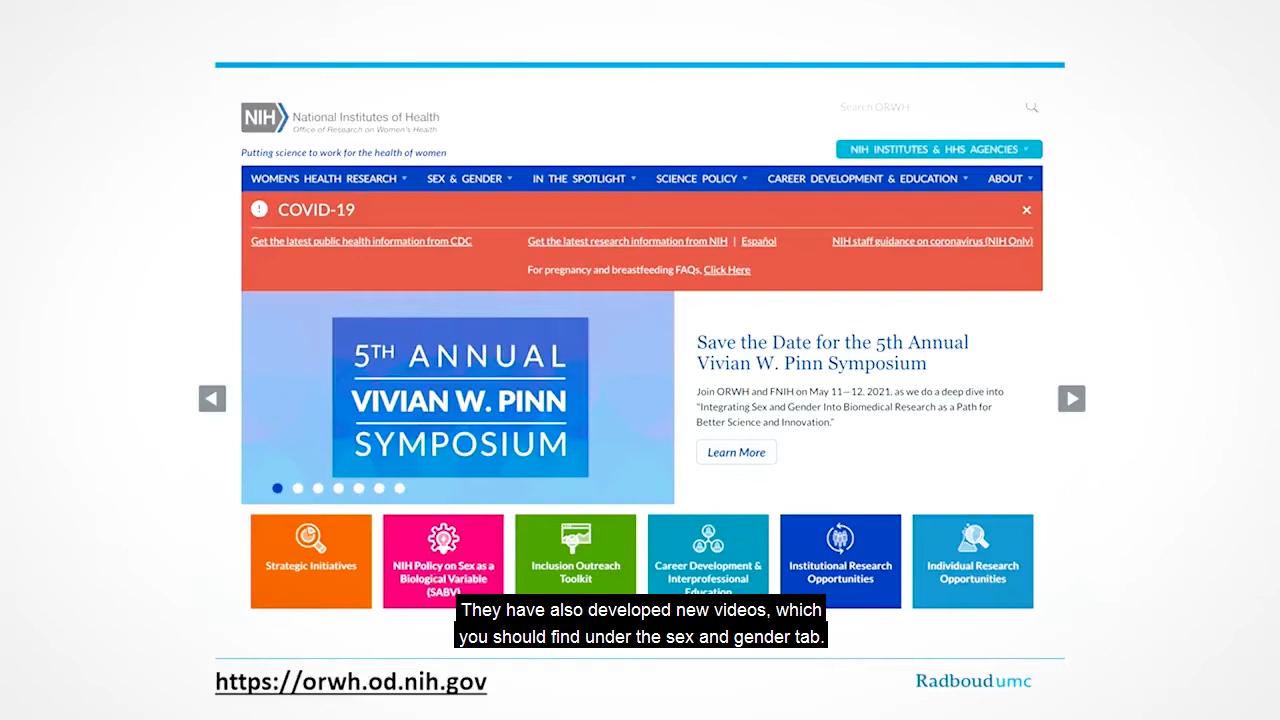 Search ORWH
NIH National Institutes of Health
Office of Research on Women's Health
Putting science to work for the health of women
NIH INSTITUTES & HHS AGENCIES
WOMEN'S HEALTH RESEARCH SEX & GENDER IN THE SPOTLIGHT SCIENCE POLICY CAREER DEVELOPMENT & EDUCATION ABOUT
! COVID-19 ×
Get the latest public health information from CDC Get the latest research information from NIH | Español NIH staff guidance on coronavirus (NIH Only)
For pregnancy and breastfeeding FAQs, Click Here
5TH ANNUAL
VIVIAN W. PINN
SYMPOSIUM
Save the Date for the 5th Annual
Vivian W. Pinn Symposium
Join ORWH and FNIH on May 11—12, 2021, as we do a deep dive into
“Integrating Sex and Gender Into Biomedical Research as a Path for
Better Science and Innovation.”
Learn More
Strategic Initiatives
NIH Policy on Sex as a
Biological Variable
(SABV)
Inclusion Outreach
Toolkit
Career Development &
Interprofessional
Education
Institutional Research
Opportunities
Individual Research
Opportunities
They have also developed new videos, which
you should find under the sex and gender tab.
https://orwh.od.nih.gov
Radboudumc